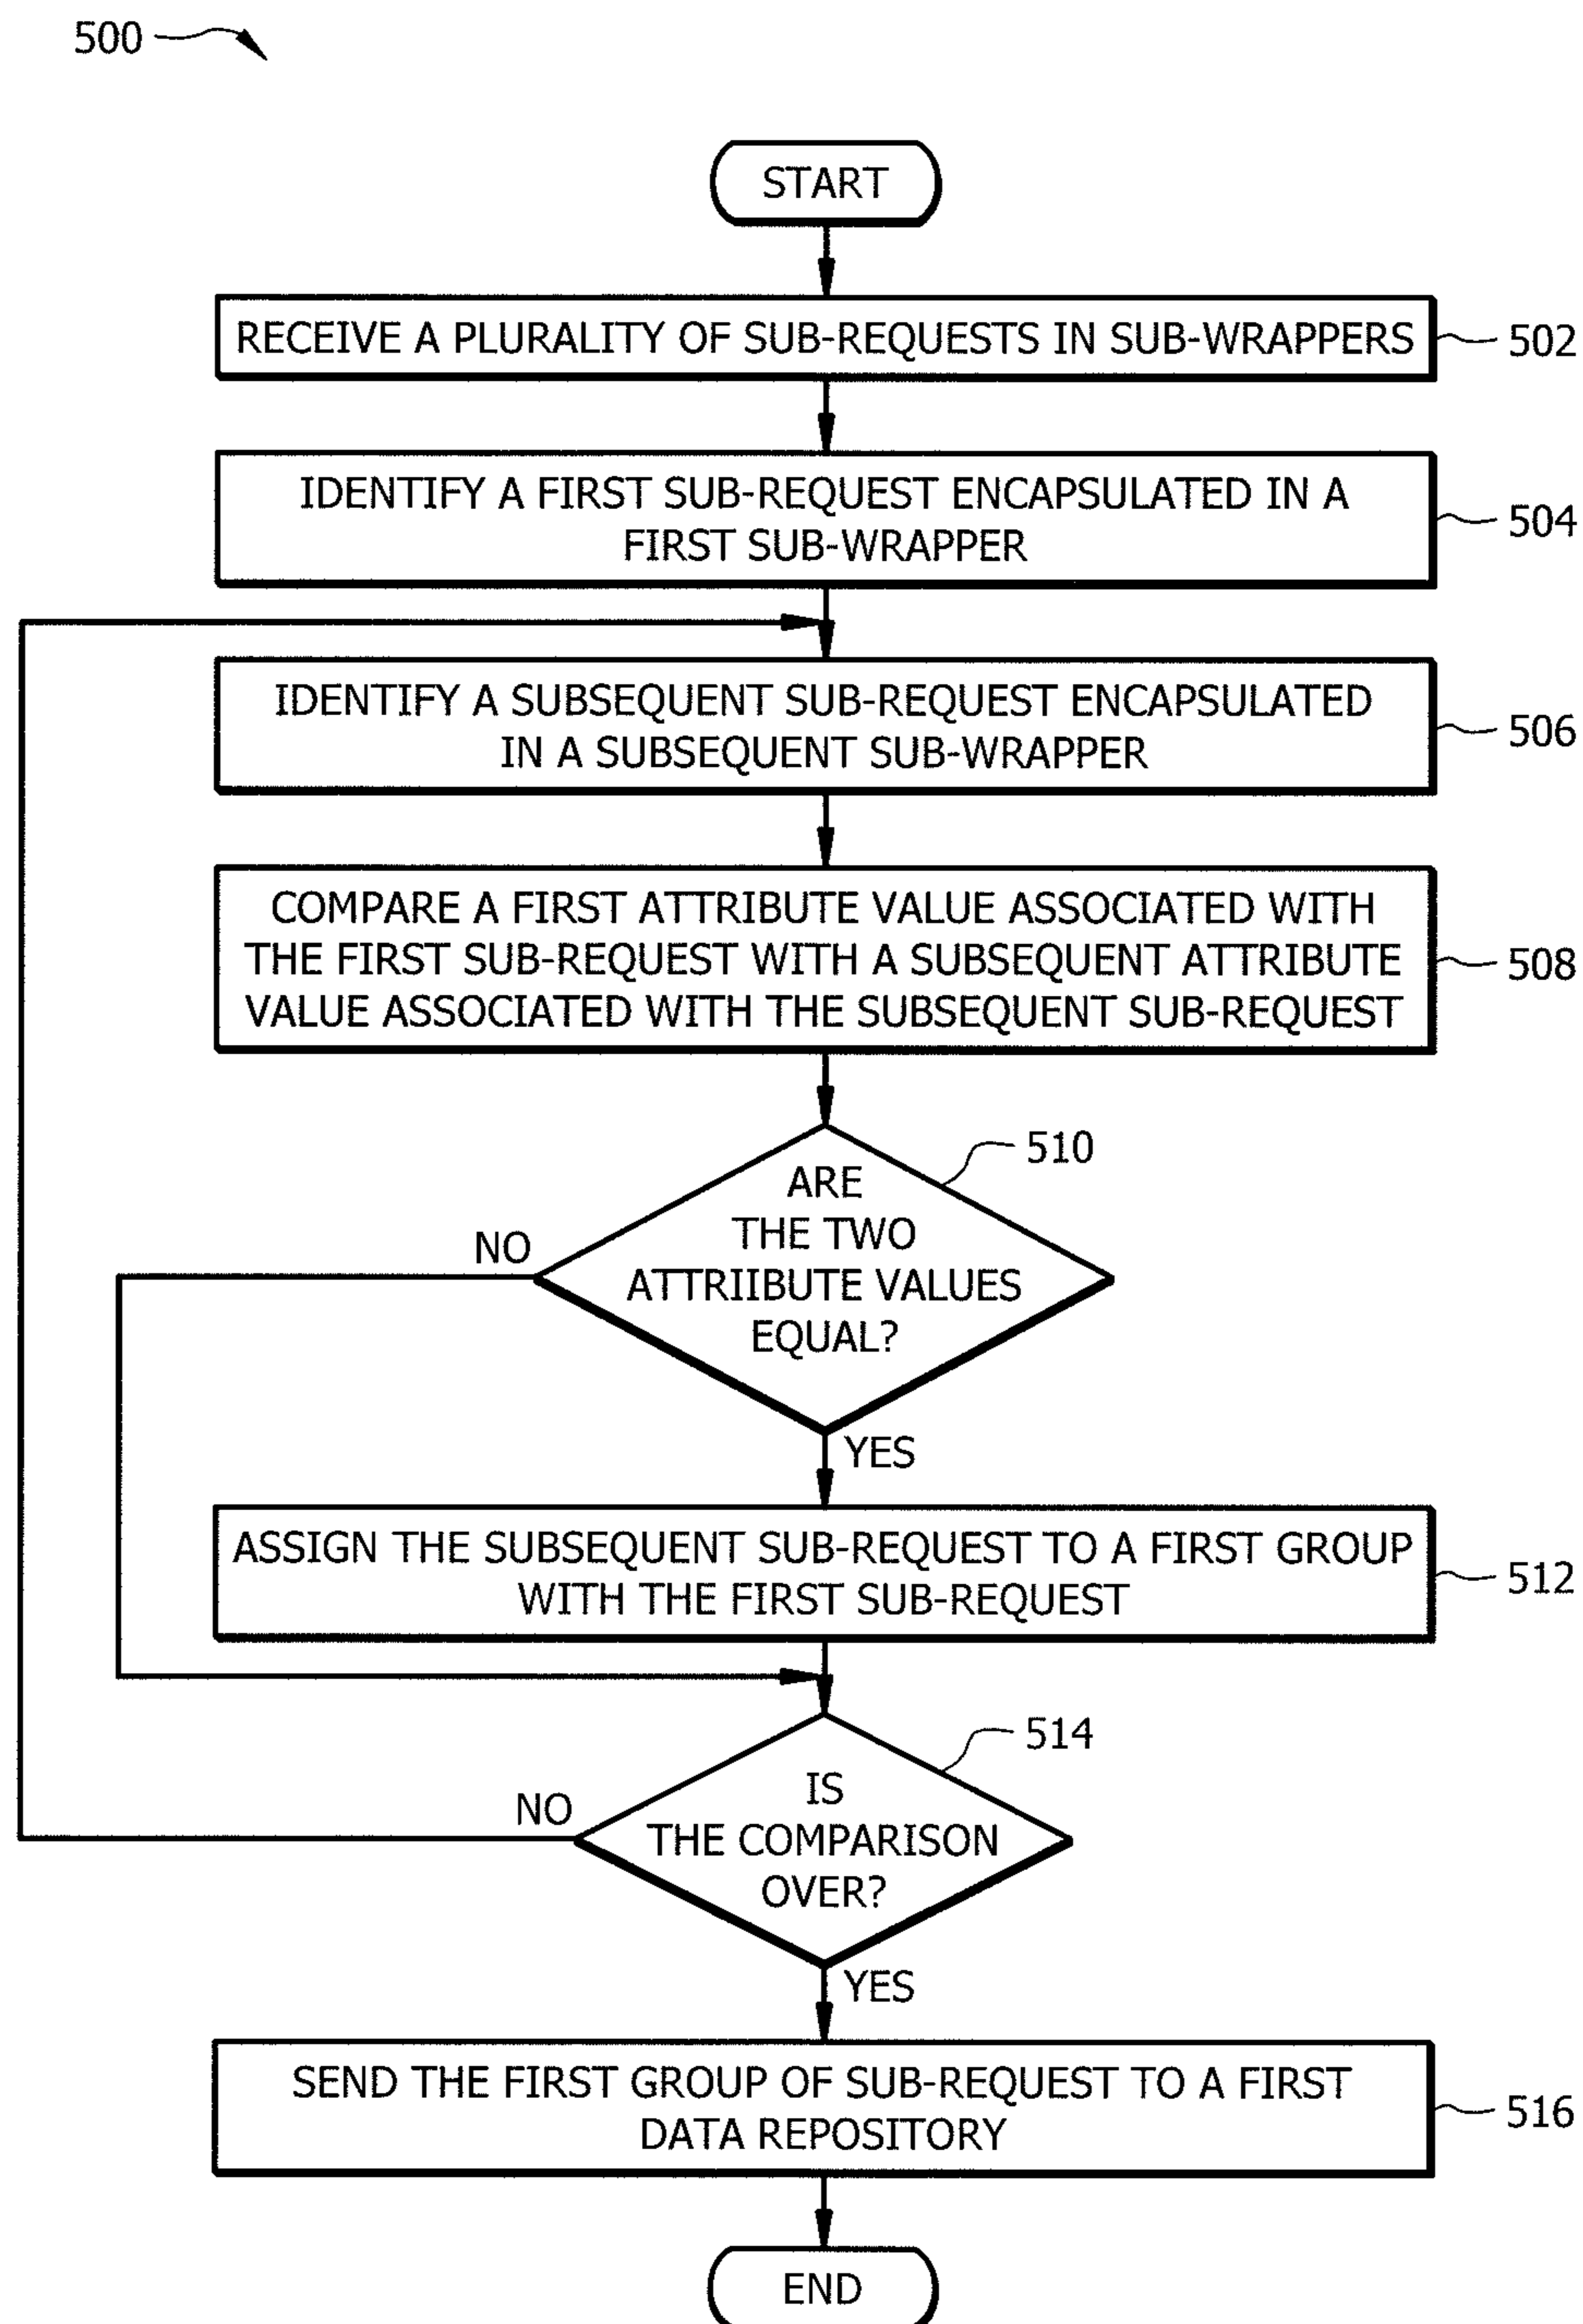 500
START
RECEIVE A PLURALITY OF SUB-REQUESTS IN SUB-WRAPPERS
502
IDENTIFY A FIRST SUB-REQUEST ENCAPSULATED IN A
FIRST SUB-WRAPPER
504
IDENTIFY A SUBSEQUENT SUB-REQUEST ENCAPSULATED
IN A SUBSEQUENT SUB-WRAPPER
506
COMPARE A FIRST ATTRIBUTE VALUE ASSOCIATED WITH
THE FIRST SUB-REQUEST WITH A SUBSEQUENT ATTRIBUTE
VALUE ASSOCIATED WITH THE SUBSEQUENT SUB-REQUEST
508
510
ARE
THE TWO
ATTRIIBUTE VALUES
EQUAL?
NO
YES
ASSIGN THE SUBSEQUENT SUB-REQUEST TO A FIRST GROUP
WITH THE FIRST SUB-REQUEST
512
514
IS
THE COMPARISON
OVER?
NO
YES
SEND THE FIRST GROUP OF SUB-REQUEST TO A FIRST
DATA REPOSITORY
516
END